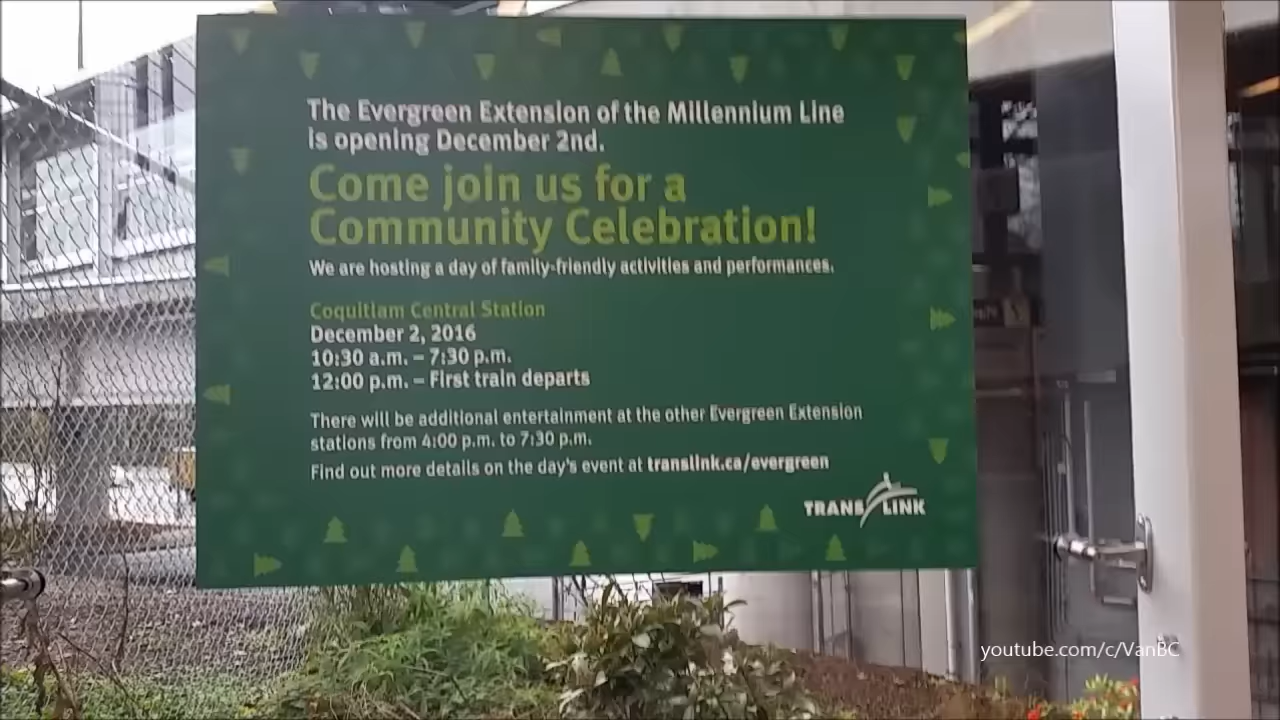 The Evergreen Extension of the Millennium Line
is opening December 2nd.
Come join us for a
Community Celebration!
We are hosting a day of family-friendly activities and performances.
Coquitlam Central Station
December 2, 2016
10:30 a.m. – 7:30 p.m.
12:00 p.m. – First train departs
There will be additional entertainment at the other Evergreen Extension
stations from 4:00 p.m. to 7:30 p.m.
Find out more details on the day's event at translink.ca/evergreen
TRANS LINK
youtube.com/c/VanBC